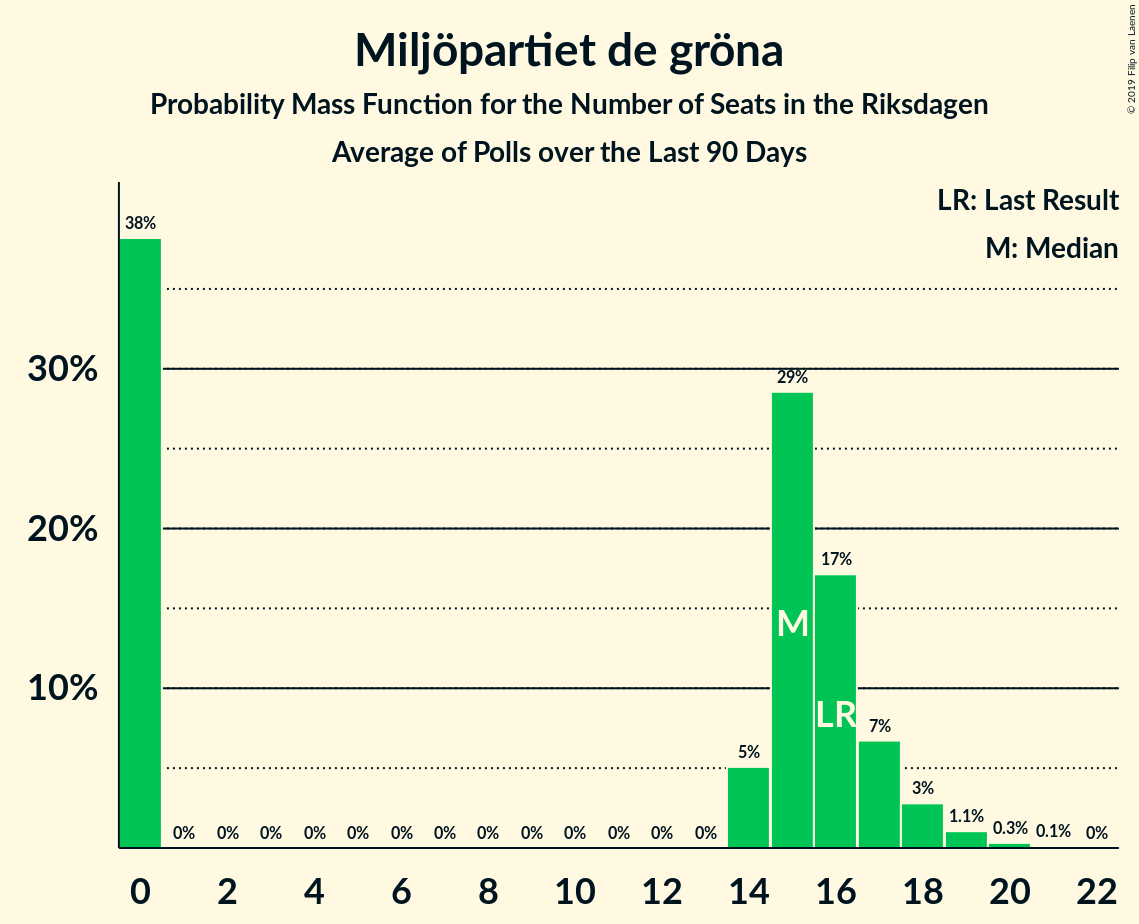 Miljöpartiet de gröna
Probability Mass Function for the Number of Seats in the Riksdagen
Average of Polls over the Last 90 Days
© 2019 Filip van Laenen
LR: Last Result
M: Median
38%
30%
29%
20%
17%
M
10%
LR
7%
5%
3%
1.1%
0% 0% 0% 0% 0% 0% 0% 0% 0% 0% 0% 0% 0% 0.3% 0.1% 0%
0 2 4 6 8 10 12 14 16 18 20 22